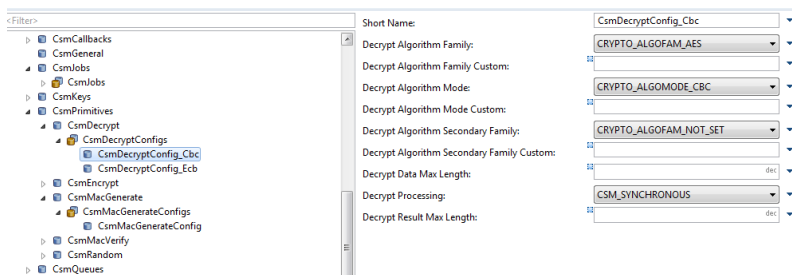 <Filter>
CsmCallbacks
CsmGeneral
CsmJobs
CsmJobs
CsmKeys
CsmPrimitives
CsmDecrypt
CsmDecryptConfigs
CsmDecryptConfig_Cbc
CsmDecryptConfig_Ecb
CsmEncrypt
CsmMacGenerate
CsmMacGenerateConfigs
CsmMacGenerateConfig
CsmMacVerify
CsmRandom
CsmQueues
Short Name: CsmDecryptConfig_Cbc
Decrypt Algorithm Family: CRYPTO_ALGOFAM_AES
Decrypt Algorithm Family Custom:
Decrypt Algorithm Mode: CRYPTO_ALGOMODE_CBC
Decrypt Algorithm Mode Custom:
Decrypt Algorithm Secondary Family: CRYPTO_ALGOFAM_NOT_SET
Decrypt Algorithm Secondary Family Custom:
Decrypt Data Max Length: dec
Decrypt Processing: CSM_SYNCHRONOUS
Decrypt Result Max Length: dec